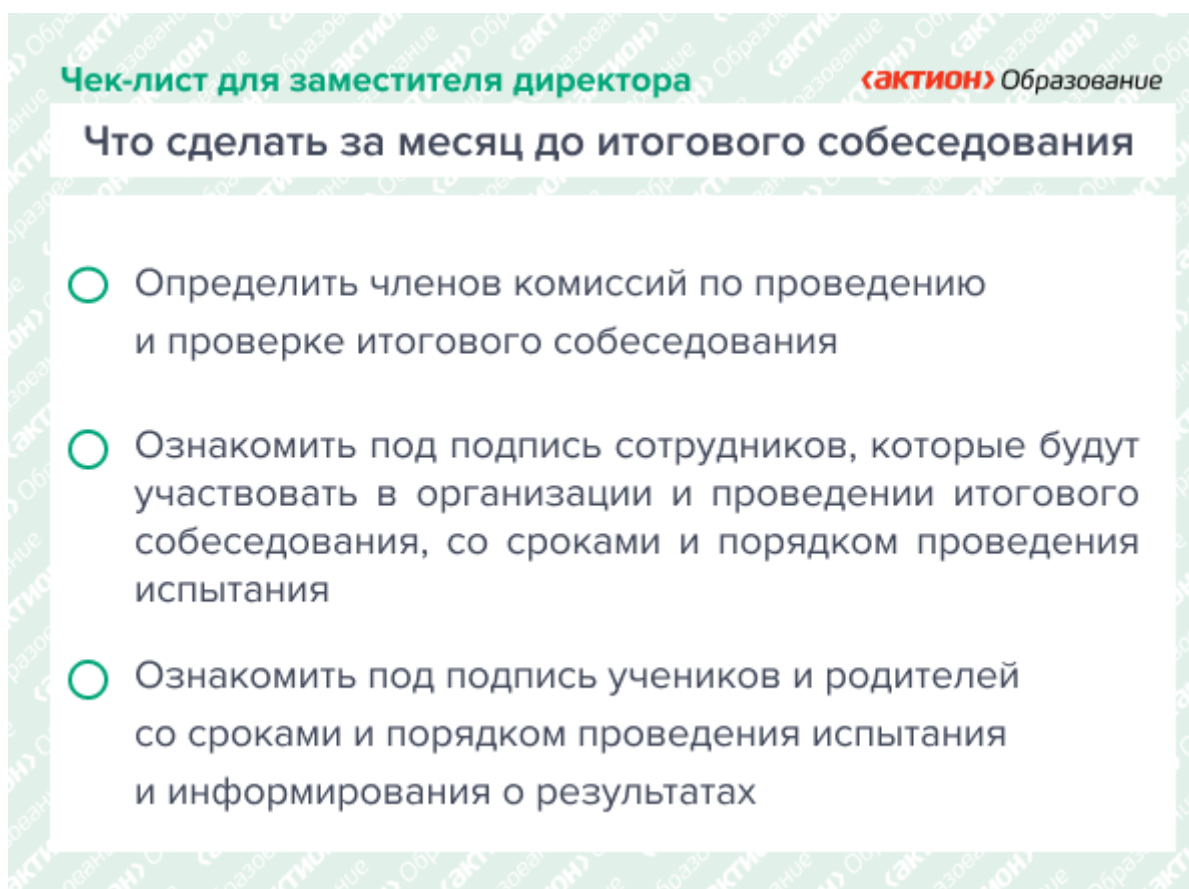 Чек-лист для заместителя директора
‹актион› Образование
Что сделать за месяц до итогового собеседования
Определить членов комиссий по проведению
и проверке итогового собеседования
Ознакомить под подпись сотрудников, которые будут
участвовать в организации и проведении итогового
собеседования, со сроками и порядком проведения
испытания
Ознакомить под подпись учеников и родителей
со сроками и порядком проведения испытания
и информирования о результатах